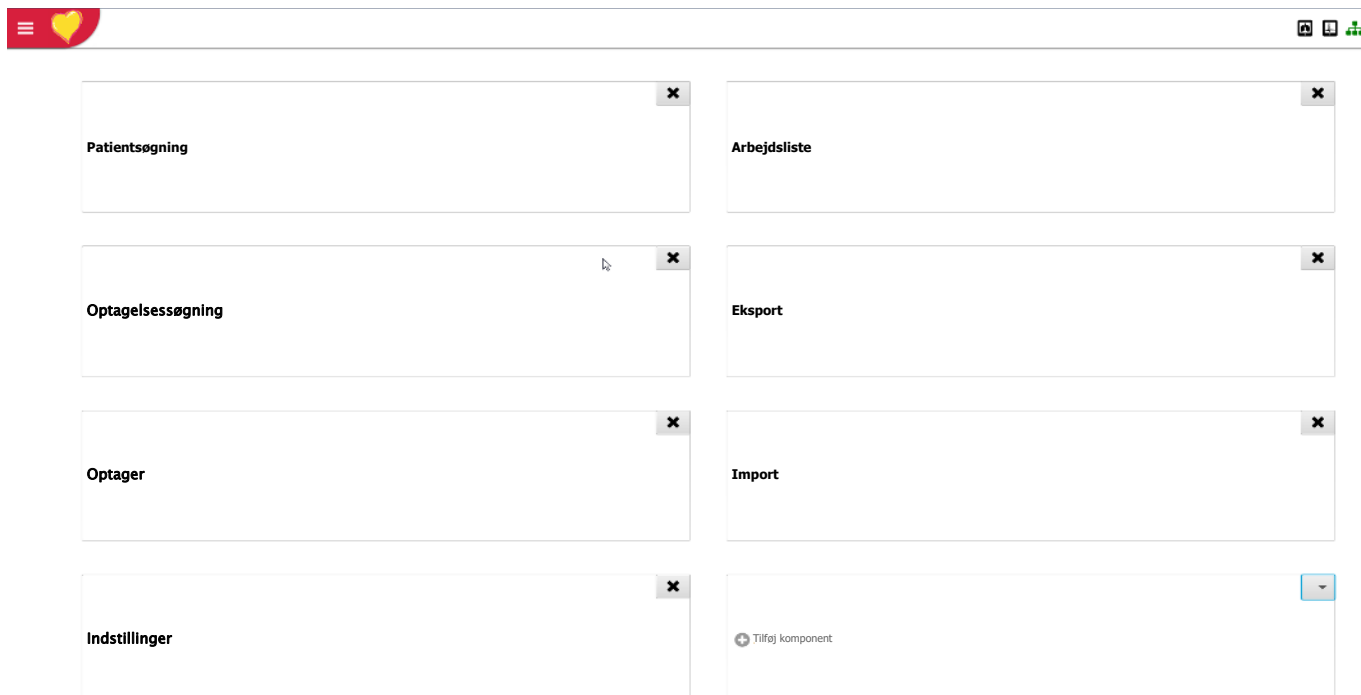 Patientsøgning
Arbejdsliste
Optagelsessøgning
Eksport
Optager
Import
Indstillinger
Tilføj komponent